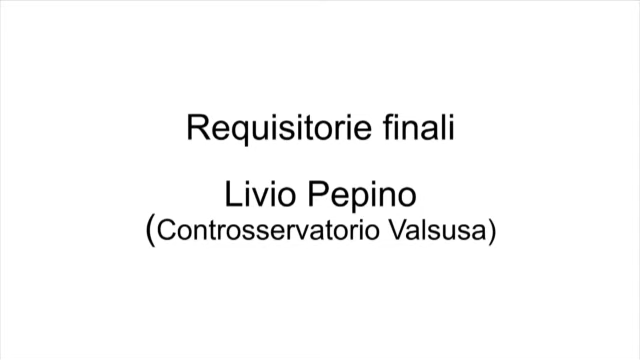 Requisitorie finali
Livio Pepino
(Controsservatorio Valsusa)